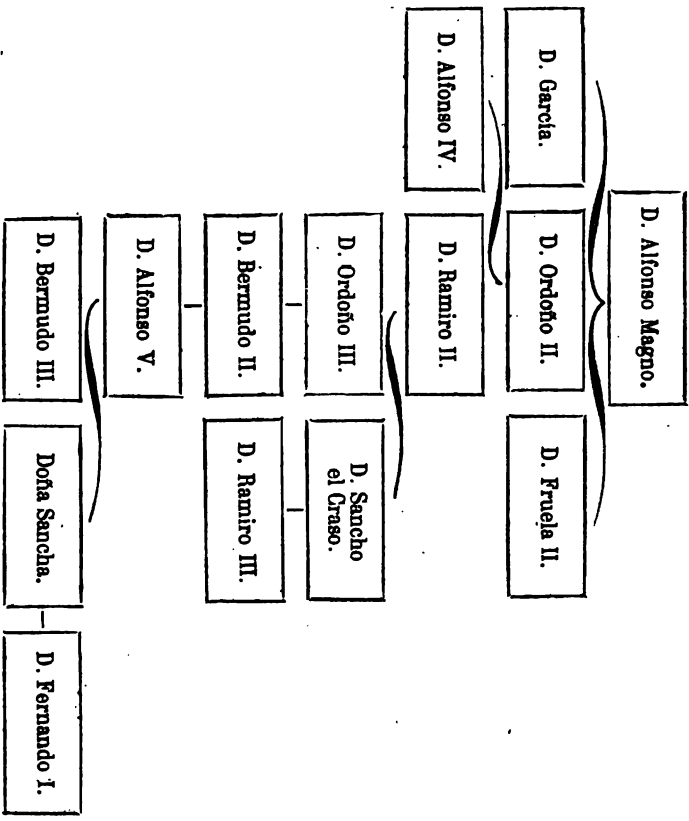 D. Alfonso Magno.
D. García.
D. Ordoño II.
D. Fruela II.
D. Alfonso IV.
D. Ramiro II.
D. Ordoño III.
D. Sancho
el Craso.
D. Bermudo II.
D. Ramiro III.
D. Alfonso V.
D. Bermudo III.
Doña Sancha.
D. Fernando I.